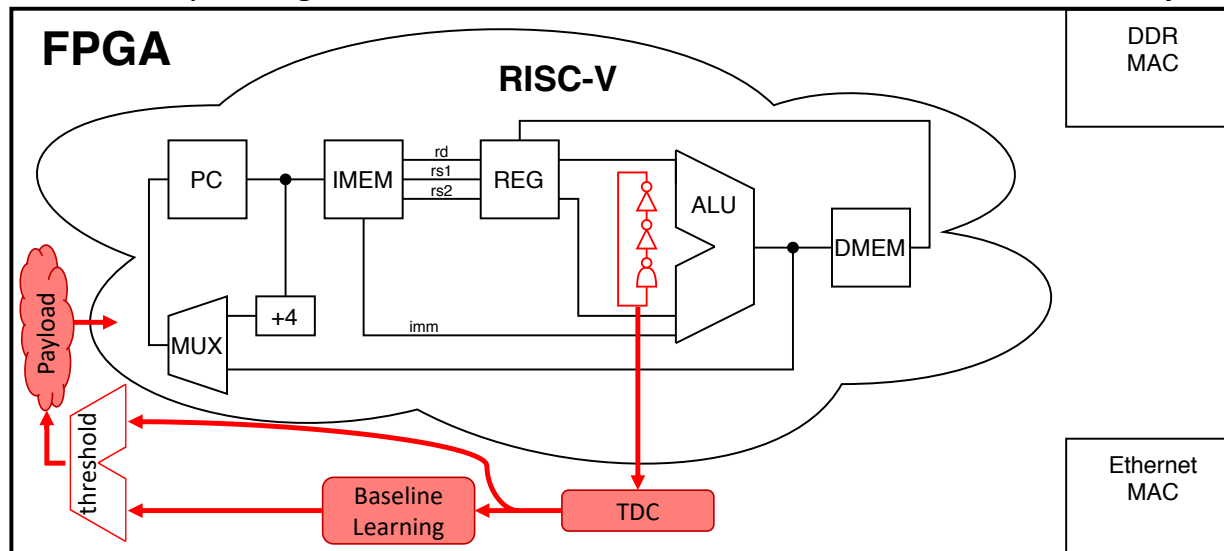 FPGA
RISC-V
DDR
MAC
PC
IMEM
rd
rs1
rs2
REG
ALU
DMEM
+4
MUX
imm
Payload
threshold
Baseline
Learning
TDC
Ethernet
MAC